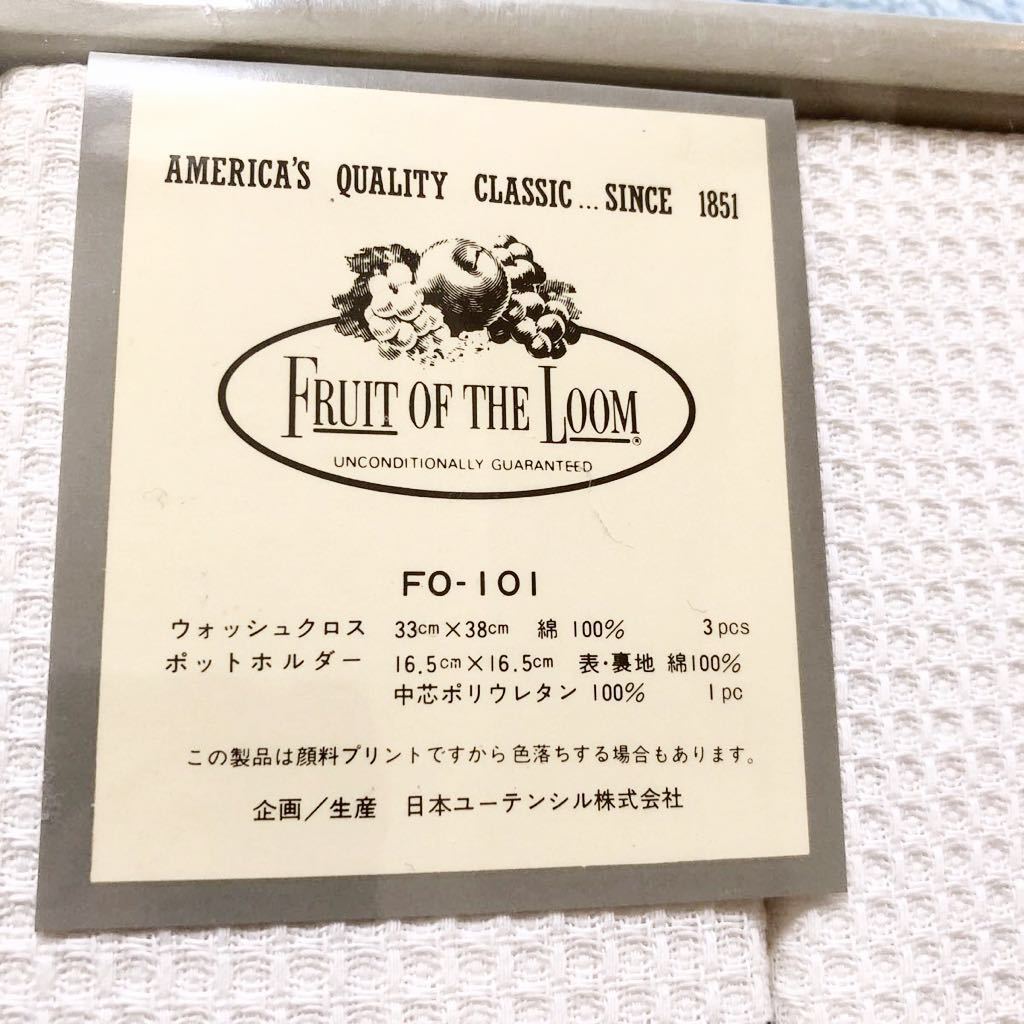 AMERICA'S QUALITY CLASSIC...SINCE 1851
FRUIT OF THE LOOM®
UNCONDITIONALLY GUARANTEED
FO-101
ウォッシュクロス 33cm×38cm 綿 100% 3pcs
ポットホルダー 16.5cm×16.5cm 表・裏地 綿100%
中芯ポリウレタン 100% 1pc
この製品は顔料プリントですから色落ちする場合もあります。
企画/生産 日本ユーテンシル株式会社